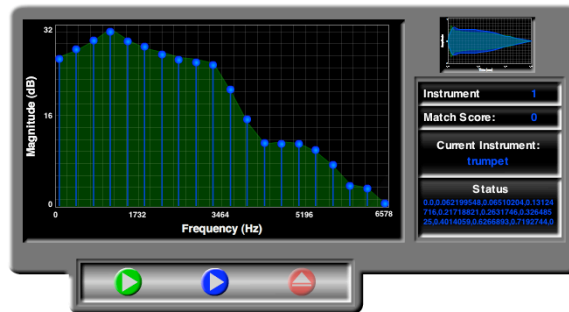 32
Magnitude (dB)
16
0
0 1732 3464 5196 6578
Frequency (Hz)
Instrument 1
Match Score: 0
Current Instrument:
trumpet
Status
0.0,0.062199548,0.06510204,0.13124
716,0.21718821,0.2531746,0.326485
25,0.4014059,0.6266893,0.7192744,0